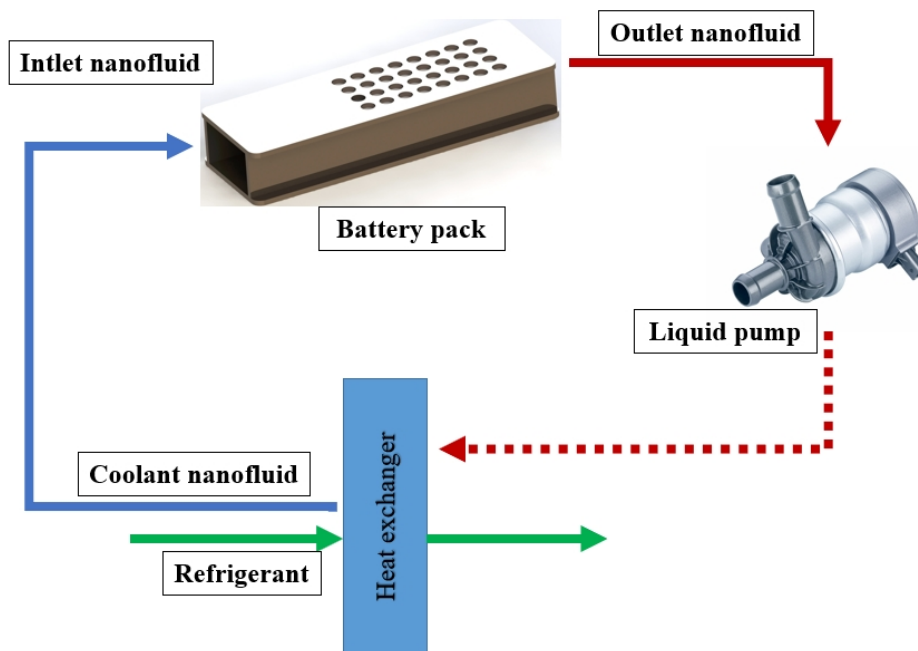 Outlet nanofluid
Intlet nanofluid
Battery pack
Liquid pump
Heat exchanger
Coolant nanofluid
Refrigerant